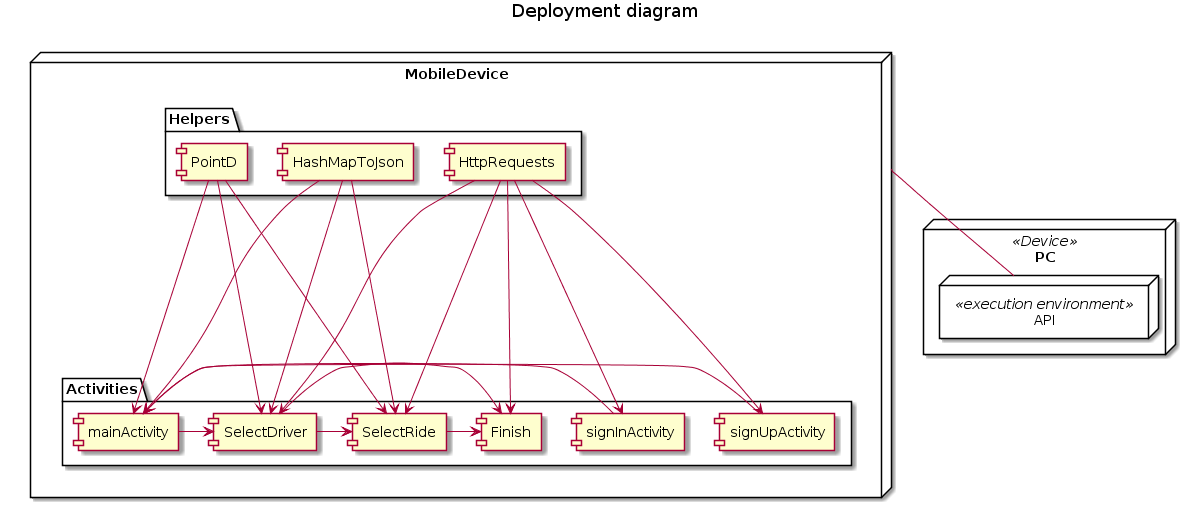 Deployment diagram
MobileDevice
Helpers
PointD
HashMapToJson
HttpRequests
«Device»
PC
«execution environment»
API
Activities
mainActivity
SelectDriver
SelectRide
Finish
signInActivity
signUpActivity